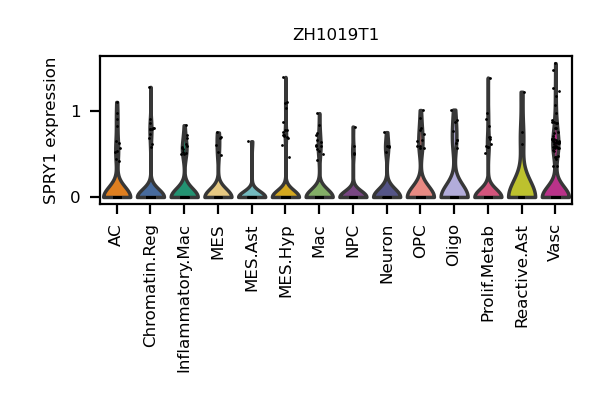 ZH1019T1
SPRY1 expression
1
0
AC
Chromatin.Reg
Inflammatory.Mac
MES
MES.Ast
MES.Hyp
Mac
NPC
Neuron
OPC
Oligo
Prolif.Metab
Reactive.Ast
Vasc